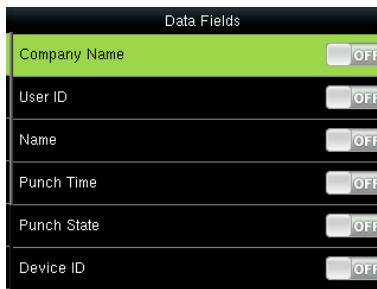 Data Fields
Company Name OFF
User ID OFF
Name OFF
Punch Time OFF
Punch State OFF
Device ID OFF